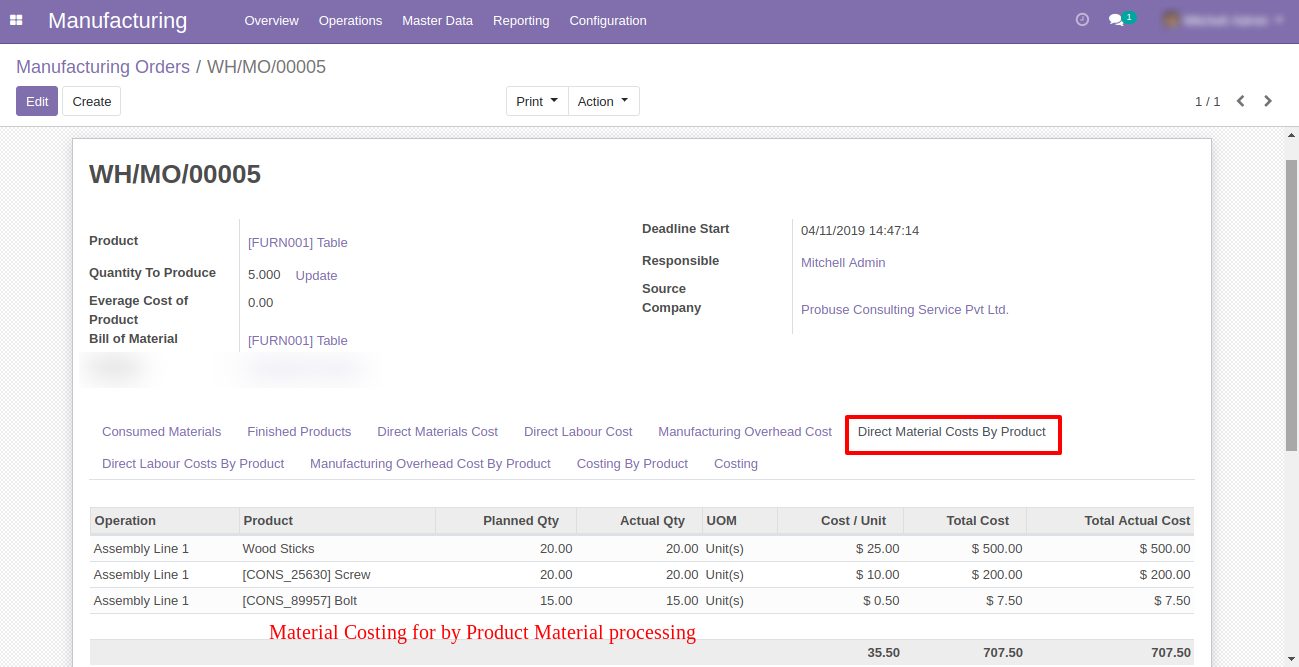 Manufacturing Overview Operations Master Data Reporting Configuration 1
Manufacturing Orders / WH/MO/00005
Edit Create Print Action 1 / 1
WH/MO/00005
Product [FURN001] Table
Quantity To Produce 5.000 Update
Everage Cost of Product 0.00
Bill of Material [FURN001] Table
Deadline Start 04/11/2019 14:47:14
Responsible Mitchell Admin
Source
Company Probuse Consulting Service Pvt Ltd.
Consumed Materials Finished Products Direct Materials Cost Direct Labour Cost Manufacturing Overhead Cost Direct Material Costs By Product
Direct Labour Costs By Product Manufacturing Overhead Cost By Product Costing By Product Costing
Operation Product Planned Qty Actual Qty UOM Cost / Unit Total Cost Total Actual Cost
Assembly Line 1 Wood Sticks 20.00 20.00 Unit(s) $ 25.00 $ 500.00 $ 500.00
Assembly Line 1 [CONS_25630] Screw 20.00 20.00 Unit(s) $ 10.00 $ 200.00 $ 200.00
Assembly Line 1 [CONS_89957] Bolt 15.00 15.00 Unit(s) $ 0.50 $ 7.50 $ 7.50
Material Costing for by Product Material processing
35.50 707.50 707.50